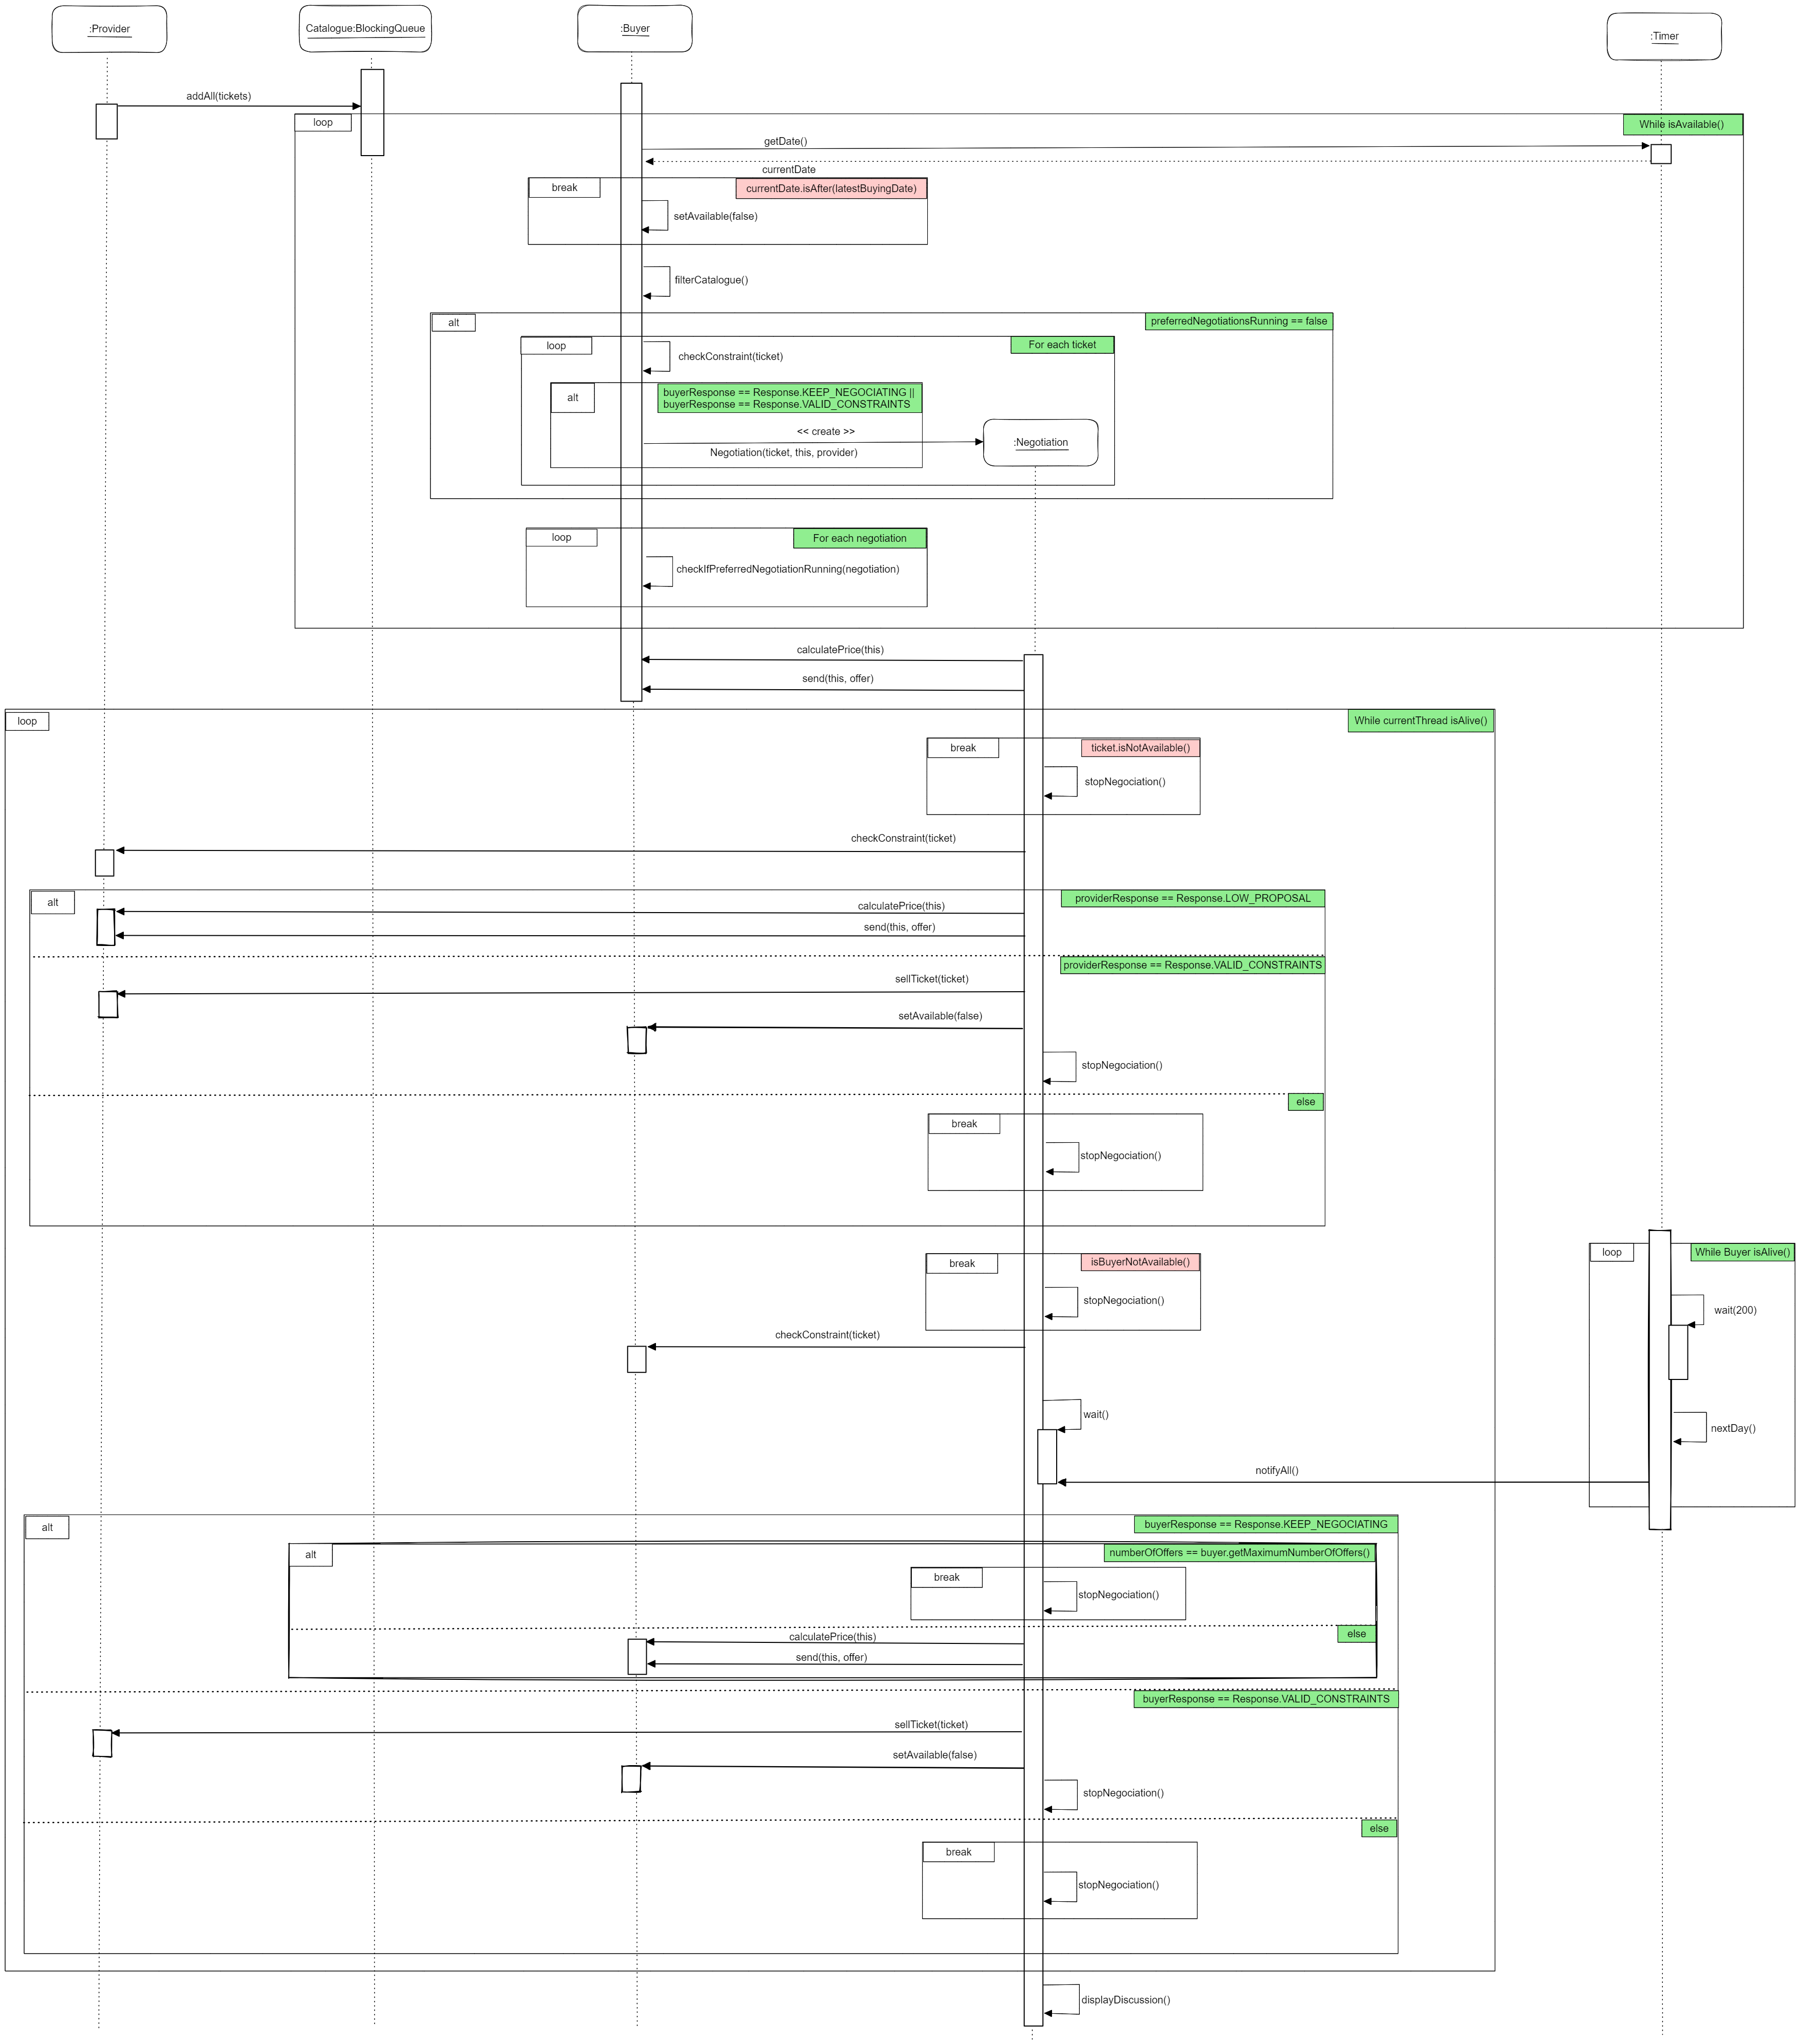 :Provider
Catalogue:BlockingQueue
:Buyer
:Timer
addAll(tickets)
loop
While isAvailable()
getDate()
currentDate
break
currentDate.isAfter(latestBuyingDate)
setAvailable(false)
filterCatalogue()
alt
preferredNegotiationsRunning == false
loop
For each ticket
checkConstraint(ticket)
alt
buyerResponse == Response.KEEP_NEGOCIATING ||
buyerResponse == Response.VALID_CONSTRAINTS
<< create >>
:Negotiation
Negotiation(ticket, this, provider)
loop
For each negotiation
checkIfPreferredNegotiationRunning(negotiation)
calculatePrice(this)
send(this, offer)
loop
While currentThread isAlive()
break
ticket.isNotAvailable()
stopNegociation()
checkConstraint(ticket)
alt
providerResponse == Response.LOW_PROPOSAL
calculatePrice(this)
send(this, offer)
providerResponse == Response.VALID_CONSTRAINTS
sellTicket(ticket)
setAvailable(false)
stopNegociation()
else
break
stopNegociation()
loop
While Buyer isAlive()
break
isBuyerNotAvailable()
stopNegociation()
wait(200)
checkConstraint(ticket)
wait()
nextDay()
notifyAll()
alt
buyerResponse == Response.KEEP_NEGOCIATING
alt
numberOfOffers == buyer.getMaximumNumberOfOffers()
break
stopNegociation()
else
calculatePrice(this)
send(this, offer)
buyerResponse == Response.VALID_CONSTRAINTS
sellTicket(ticket)
setAvailable(false)
stopNegociation()
else
break
stopNegociation()
displayDiscussion()